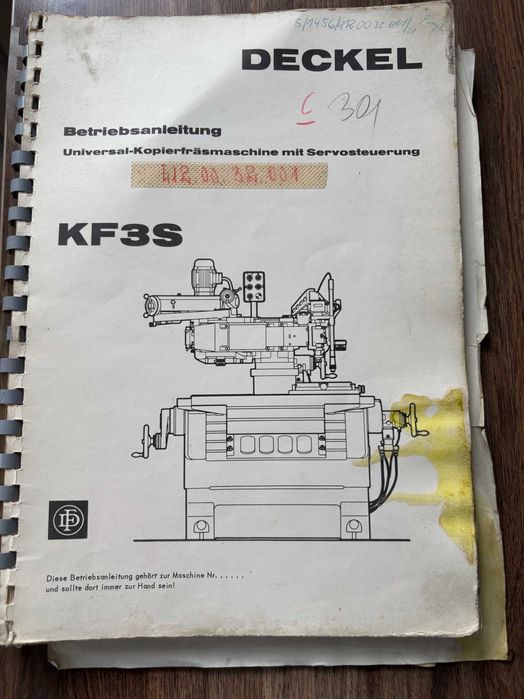 DECKEL
C 301
Betriebsanleitung
Universal-Kopierfräsmaschine mit Servosteuerung
412 00. 32.001
KF3S
Diese Betriebsanleitung gehört zur Maschine Nr......
und sollte dort immer zur Hand sein!